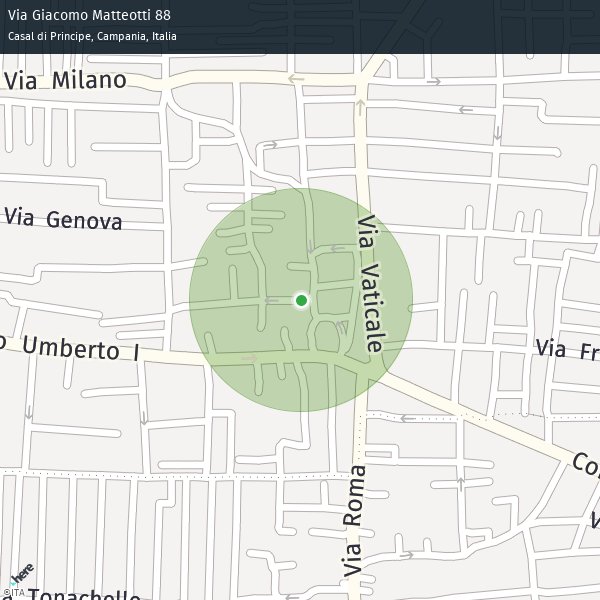 Via Giacomo Matteotti 88
Casal di Principe, Campania, Italia
Via Milano
Via Genova
Via Vaticale
o Umberto I
Via Fr
Co
V
Via Roma
here
©ITA
a Tonachelle